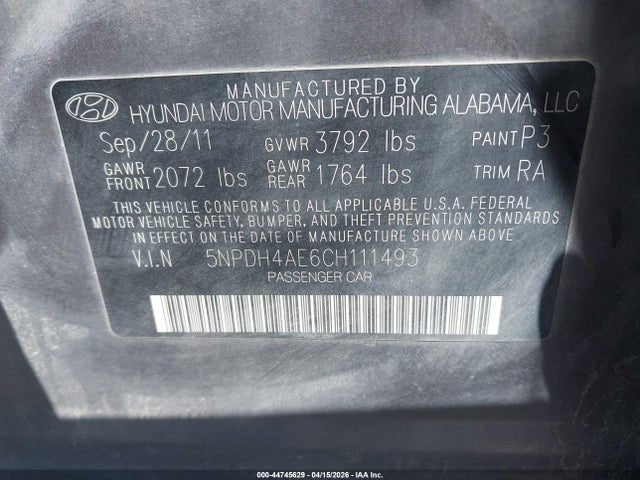 MANUFACTURED BY
HYUNDAI MOTOR MANUFACTURING ALABAMA, LLC
Sep/28/11 GVWR 3792 lbs PAINT P3
GAWR FRONT 2072 lbs GAWR REAR 1764 lbs TRIM RA
THIS VEHICLE CONFORMS TO ALL APPLICABLE U.S.A. FEDERAL
MOTOR VEHICLE SAFETY, BUMPER, AND THEFT PREVENTION STANDARDS
IN EFFECT ON THE DATE OF MANUFACTURE SHOWN ABOVE.
V.I.N 5NPDH4AE6CH111493
PASSENGER CAR
000-44745629 - 04/15/2026 - IAA Inc.